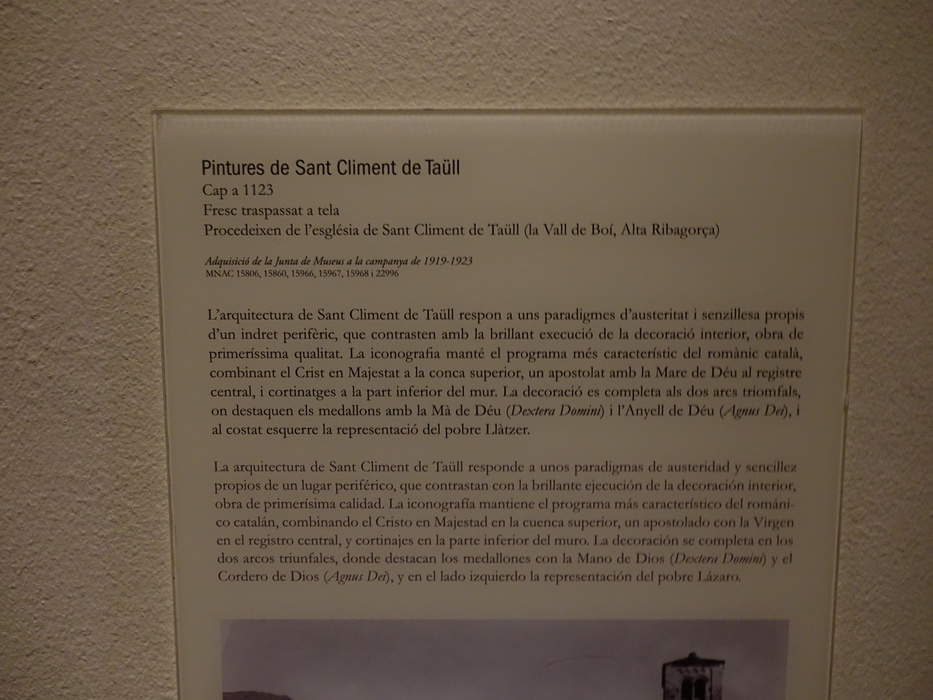 Pintures de Sant Climent de Taüll
Cap a 1123
Fresc traspassat a tela
Procedeixen de l'església de Sant Climent de Taüll (la Vall de Boí, Alta Ribagorça)
Adquisició de la Junta de Museus a la campanya de 1919-1923
MNAC 15806, 15860, 15966, 15967, 15968 i 22996
L'arquitectura de Sant Climent de Taüll respon a uns paradigmes d'austeritat i senzillesa propis
d'un indret perifèric, que contrasten amb la brillant execució de la decoració interior, obra de
primeríssima qualitat. La iconografia manté el programa més característic del romànic català,
combinant el Crist en Majestat a la conca superior, un apostolat amb la Mare de Déu al registre
central, i cortinatges a la part inferior del mur. La decoració es completa als dos arcs triomfals,
on destaquen els medallons amb la Mà de Déu (Dextera Domini) i l'Anyell de Déu (Agnus Dei), i
al costat esquerre la representació del pobre Llàtzer.
La arquitectura de Sant Climent de Taüll responde a unos paradigmas de austeridad y sencillez
propios de un lugar periférico, que contrastan con la brillante ejecución de la decoración interior,
obra de primerísima calidad. La iconografía mantiene el programa más característico del románi-
co catalán, combinando el Cristo en Majestad en la cuenca superior, un apostolado con la Virgen
en el registro central, y cortinajes en la parte inferior del muro. La decoración se completa en los
dos arcos triunfales, donde destacan los medallones con la Mano de Dios (Dextera Domini) y el
Cordero de Dios (Agnus Dei), y en el lado izquierdo la representación del pobre Lázaro.